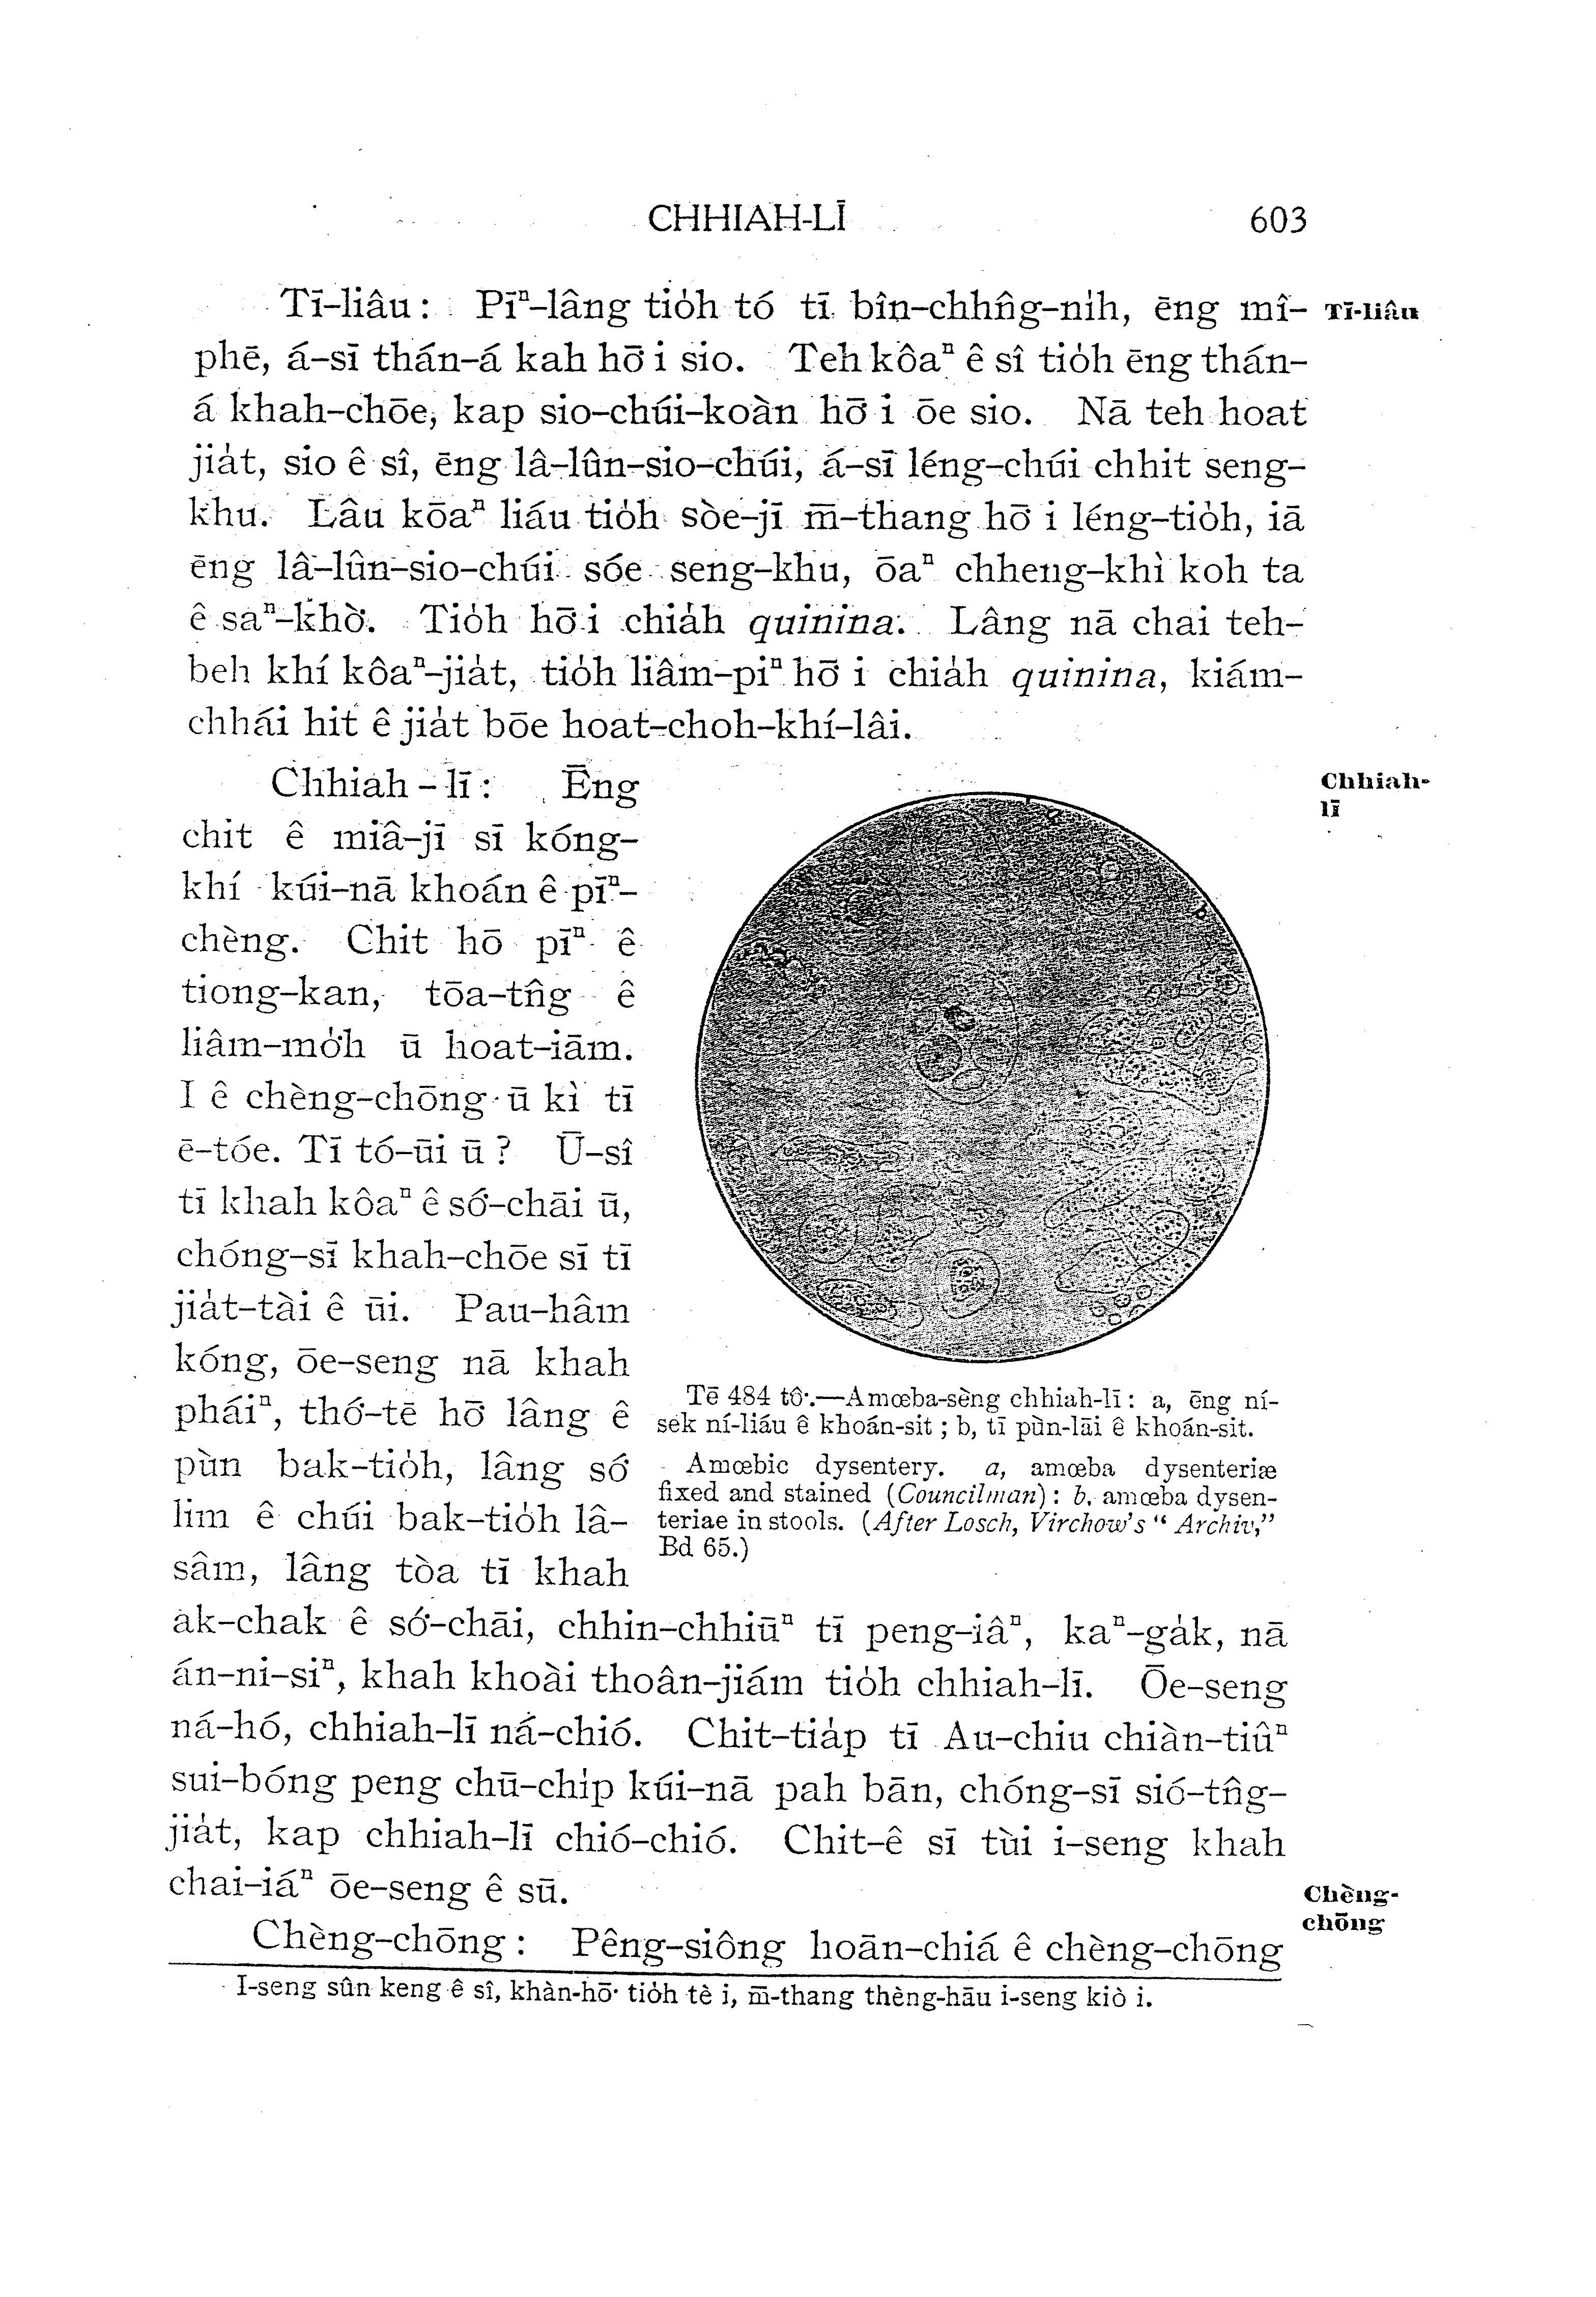 CHHIAH-LĪ 603
Tī-liâu: Pīⁿ-lâng tio̍h tó tī bîn-chhn̂g-ni̍h, ēng mî-
Tī-liâu
phē, á-sī thán-á kah hō͘ i sio. Teh kôaⁿ ê sî tio̍h ēng thán-
á khah-chōe, kap sio-chúi-koàn hō͘ i ōe sio. Nā teh hoat
jia̍t, sio ê sî, ēng lâ-lûn-sio-chúi, á-sī léng-chúi chhit seng-
khu. Lâu kōaⁿ liáu tio̍h sòe-jī m̄-thang hō͘ i léng-tio̍h, iā
ēng lâ-lûn-sio-chúi sóe seng-khu, ōaⁿ chheng-khì koh ta
ê saⁿ-khò͘. Tio̍h hō͘ i chia̍h quinina. Lâng nā chai teh-
beh khí kôaⁿ-jia̍t, tio̍h liâm-piⁿ hō͘ i chia̍h quinina, kiám-
chhái hit ê jia̍t bōe hoat-choh-khí-lâi.
Chhiah-lī: Ēng
Chhiah-
lī
chit ê miâ-jī sī kóng-
khí kúi-nā khoán ê pīⁿ-
chèng. Chit hō pīⁿ ê
tiong-kan, tōa-tn̂g ê
liâm-mo̍͘h ū hoat-iām.
I ê chèng-chōng ū kì tī
ē-tóe. Tī tó-ūi ū? Ū-sî
tī khah kôaⁿ ê só͘-chāi ū,
chóng-sī khah-chōe sī tī
jia̍t-tài ê ūi. Pau-hâm
kóng, ōe-seng nā khah
pháiⁿ, thó͘-tē hō͘ lâng ê
pùn bak-tio̍h, lâng só͘
lim ê chúi bak-tio̍h lâ-
sâm, lâng tòa tī khah
ak-chak ê só͘-chāi, chhin-chhiūⁿ tī peng-iâⁿ, kaⁿ-ga̍k, nā
án-ni-siⁿ, khah khoài thoân-jiám tio̍h chhiah-lī. Ōe-seng
ná-hó, chhiah-lī ná-chió. Chit-tia̍p tī Au-chiu chiàn-tiûⁿ
sui-bóng peng chū-chi̍p kúi-nā pah bān, chóng-sī sió-tn̂g-
jia̍t, kap chhiah-lī chió-chió. Chit-ê sī tùi i-seng khah
chai-iáⁿ ōe-seng ê sū.
Tē 484 tô͘.—Amœba-sèng chhiah-lī: a, ēng ní-
sek ní-liáu ê khoán-sit; b, tī pùn-lāi ê khoán-sit.
Amœbic dysentery. a, amœba dysenteriæ
fixed and stained (Councilman): b. amœba dysen-
teriae in stools. (After Losch, Virchow's “Archiv,”
Bd 65.)
Chèng-chōng: Pêng-siông hoān-chiá ê chèng-chōng
Chèng-
chōng
I-seng sûn keng ê sî, khàn-hō͘ tio̍h tè i, m̄-thang thèng-hāu i-seng kiò i.